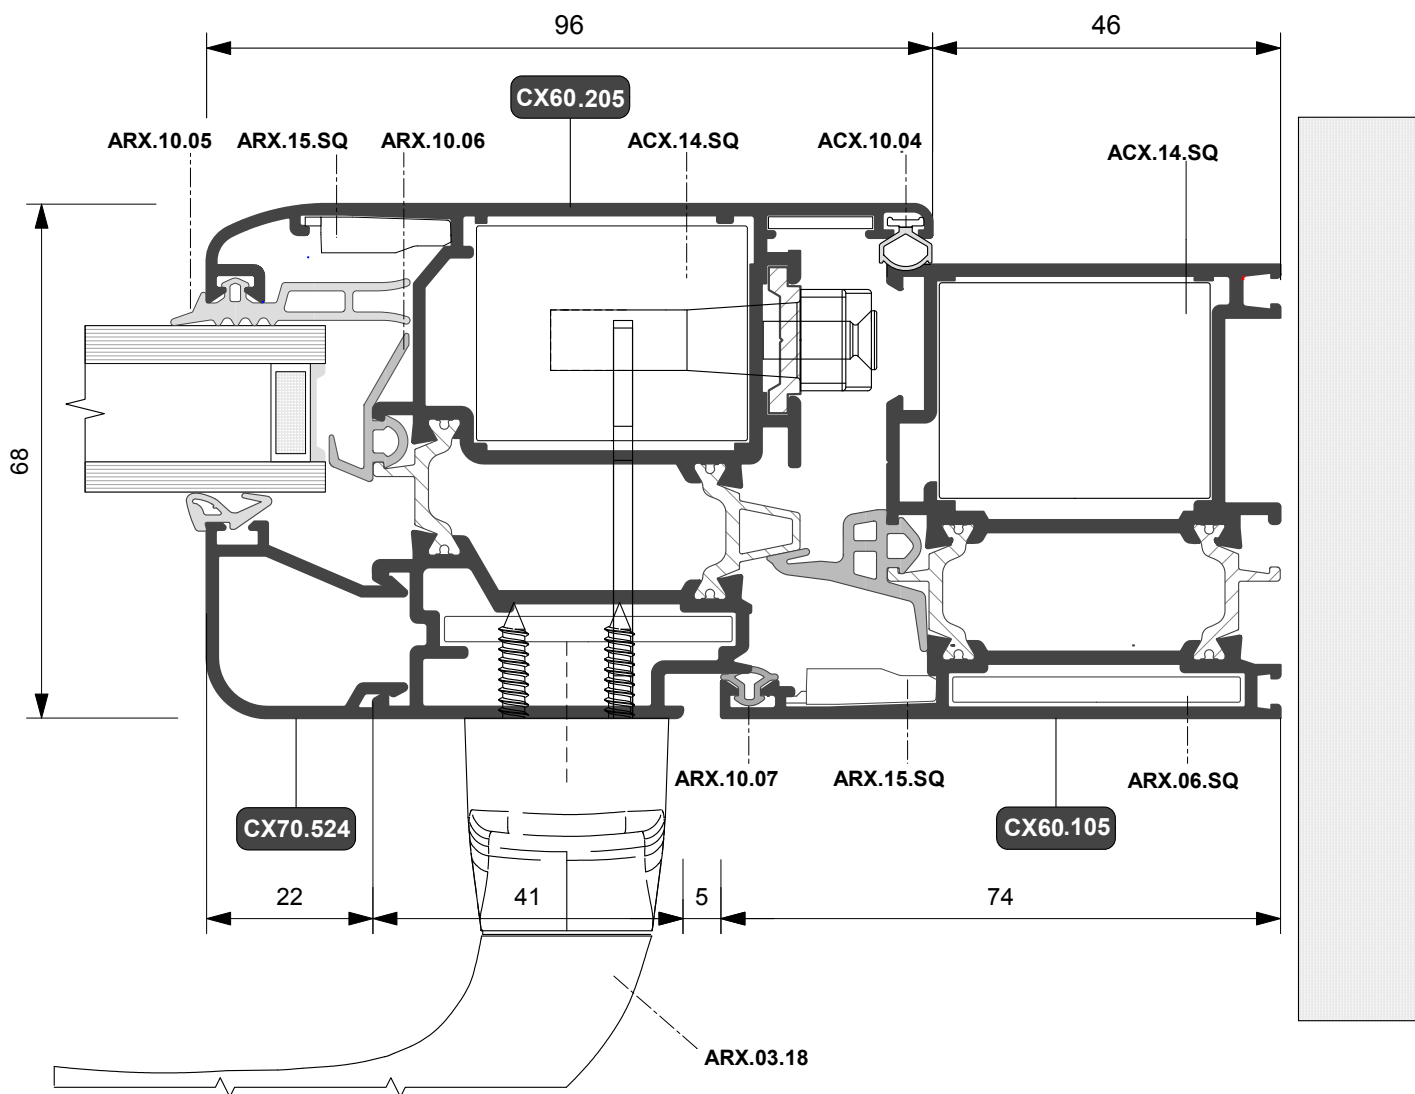 96
46
CX60.205
ARX.10.05
ARX.15.SQ
ARX.10.06
ACX.14.SQ
ACX.10.04
ACX.14.SQ
68
ARX.10.07
ARX.15.SQ
ARX.06.SQ
CX70.524
CX60.105
22
41
5
74
ARX.03.18